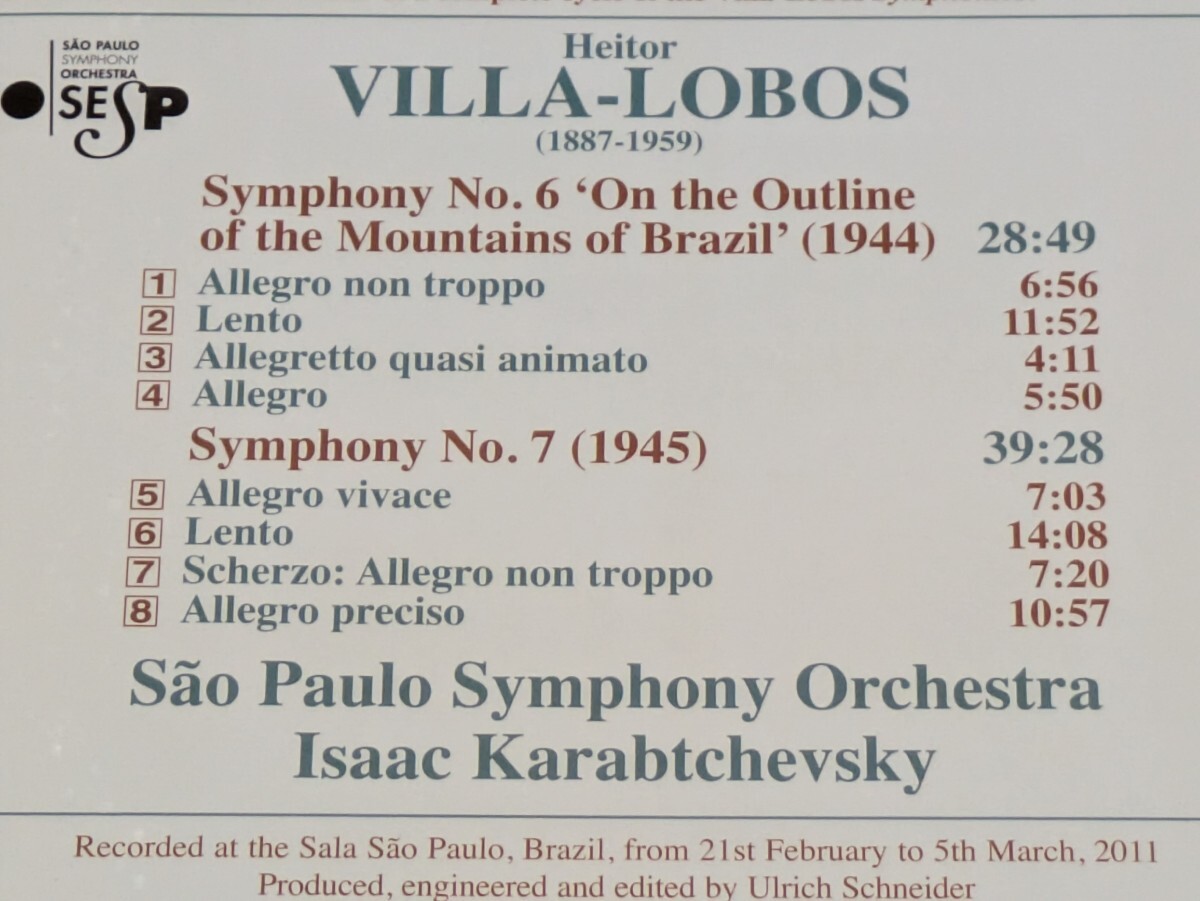 SÃO PAULO
SYMPHONY
ORCHESTRA
SESP
Heitor
VILLA-LOBOS
(1887-1959)
Symphony No. 6 ‘On the Outline
of the Mountains of Brazil’ (1944) 28:49
1 Allegro non troppo 6:56
2 Lento 11:52
3 Allegretto quasi animato 4:11
4 Allegro 5:50
Symphony No. 7 (1945) 39:28
5 Allegro vivace 7:03
6 Lento 14:08
7 Scherzo: Allegro non troppo 7:20
8 Allegro preciso 10:57
São Paulo Symphony Orchestra
Isaac Karabtchevsky
Recorded at the Sala São Paulo, Brazil, from 21st February to 5th March, 2011
Produced, engineered and edited by Ulrich Schneider